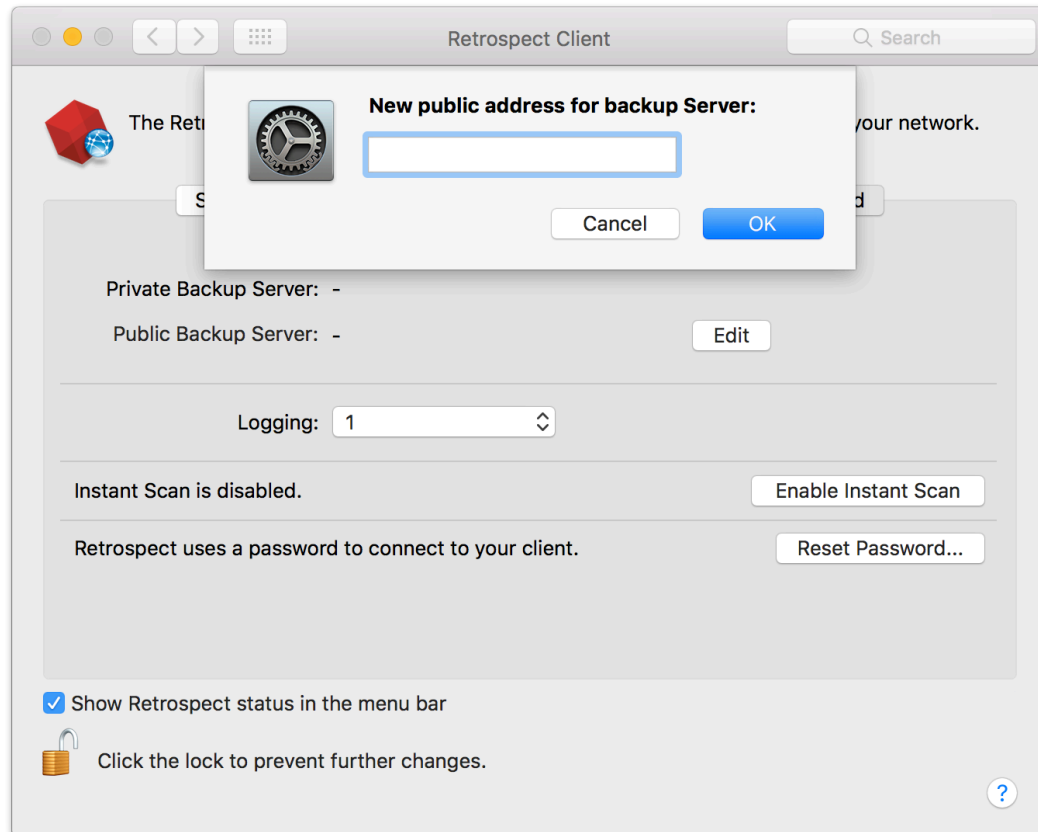 Retrospect Client
Search
New public address for backup Server:
The Retr
your network.
Cancel
OK
Private Backup Server: -
Public Backup Server: -
Edit
Logging: 1
Instant Scan is disabled.
Enable Instant Scan
Retrospect uses a password to connect to your client.
Reset Password...
Show Retrospect status in the menu bar
Click the lock to prevent further changes.
?